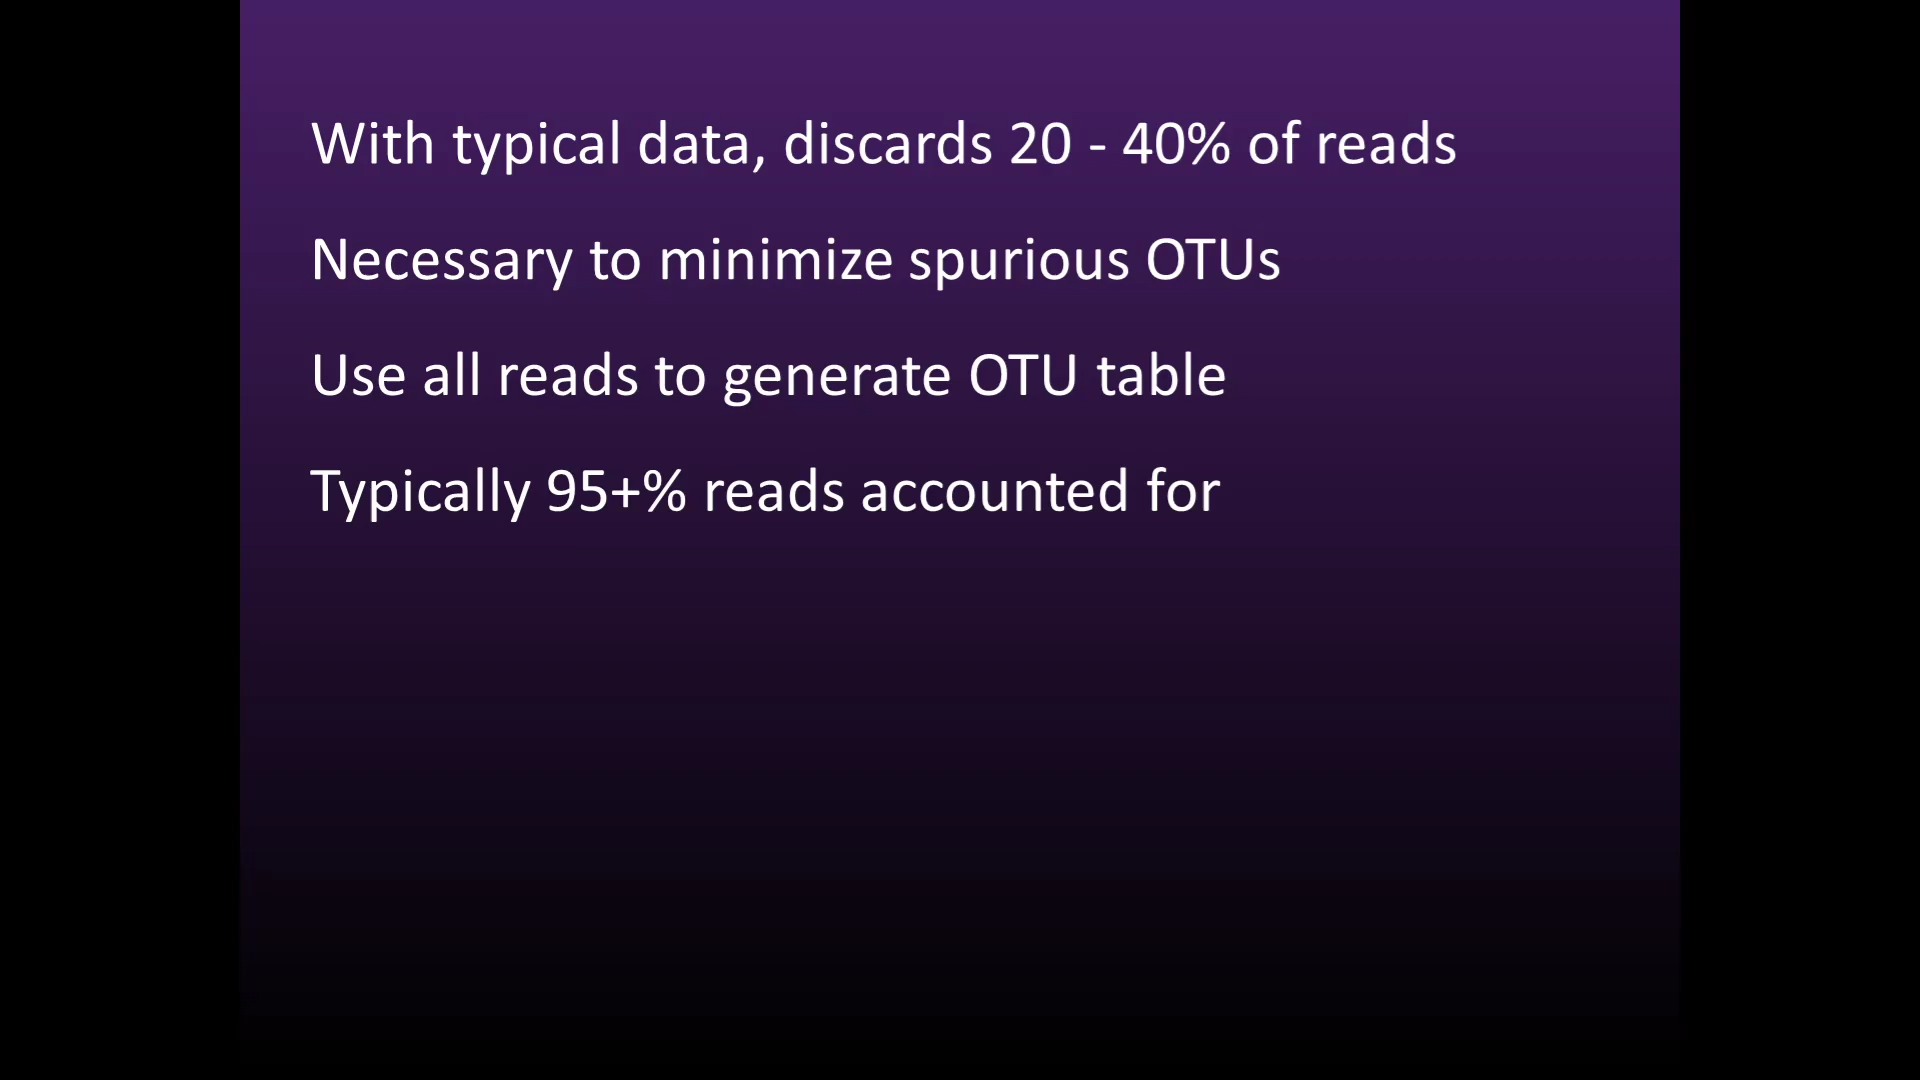 With typical data, discards 20 - 40% of reads
Necessary to minimize spurious OTUs
Use all reads to generate OTU table
Typically 95+% reads accounted for